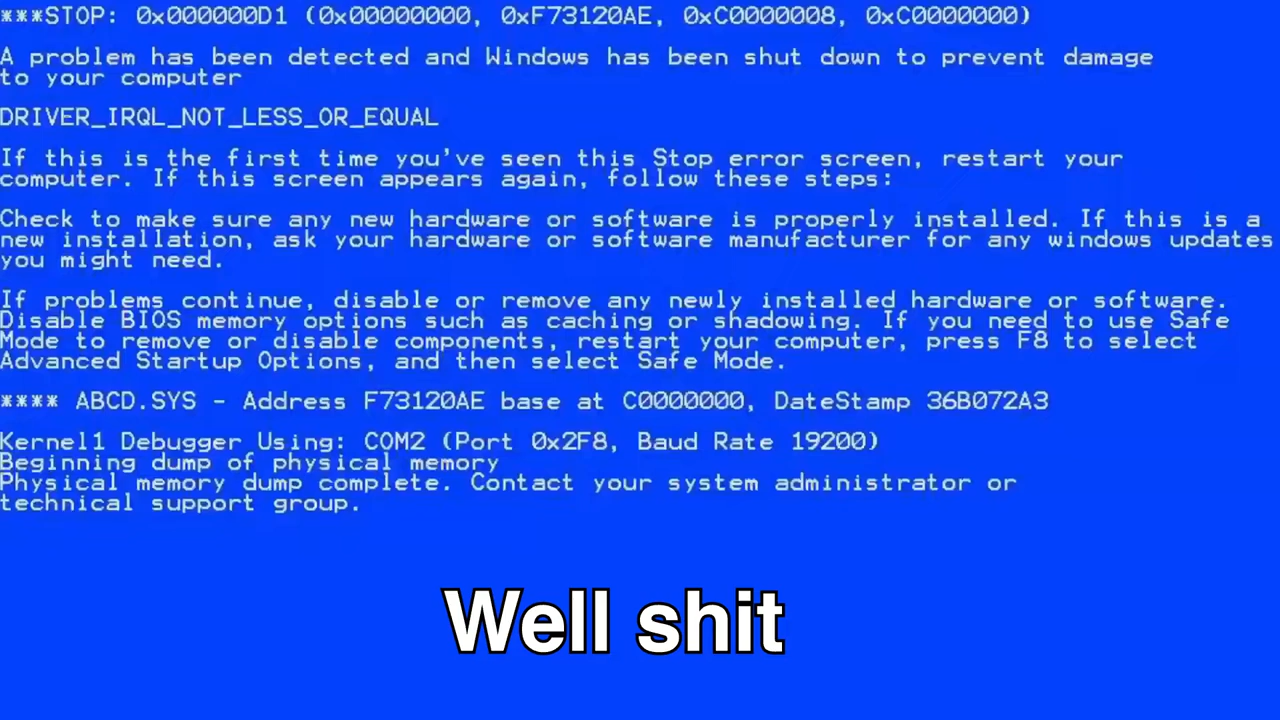 ***STOP: 0x000000D1 (0x00000000, 0xF73120AE, 0xC0000008, 0xC0000000)
A problem has been detected and Windows has been shut down to prevent damage
to your computer
DRIVER_IRQL_NOT_LESS_OR_EQUAL
If this is the first time you've seen this Stop error screen, restart your
computer. If this screen appears again, follow these steps:
Check to make sure any new hardware or software is properly installed. If this is a
new installation, ask your hardware or software manufacturer for any windows updates
you might need.
If problems continue, disable or remove any newly installed hardware or software.
Disable BIOS memory options such as caching or shadowing. If you need to use Safe
Mode to remove or disable components, restart your computer, press F8 to select
Advanced Startup Options, and then select Safe Mode.
**** ABCD.SYS - Address F73120AE base at C0000000, DateStamp 36B072A3
Kernel1 Debugger Using: COM2 (Port 0x2F8, Baud Rate 19200)
Beginning dump of physical memory
Physical memory dump complete. Contact your system administrator or
technical support group.
Well shit